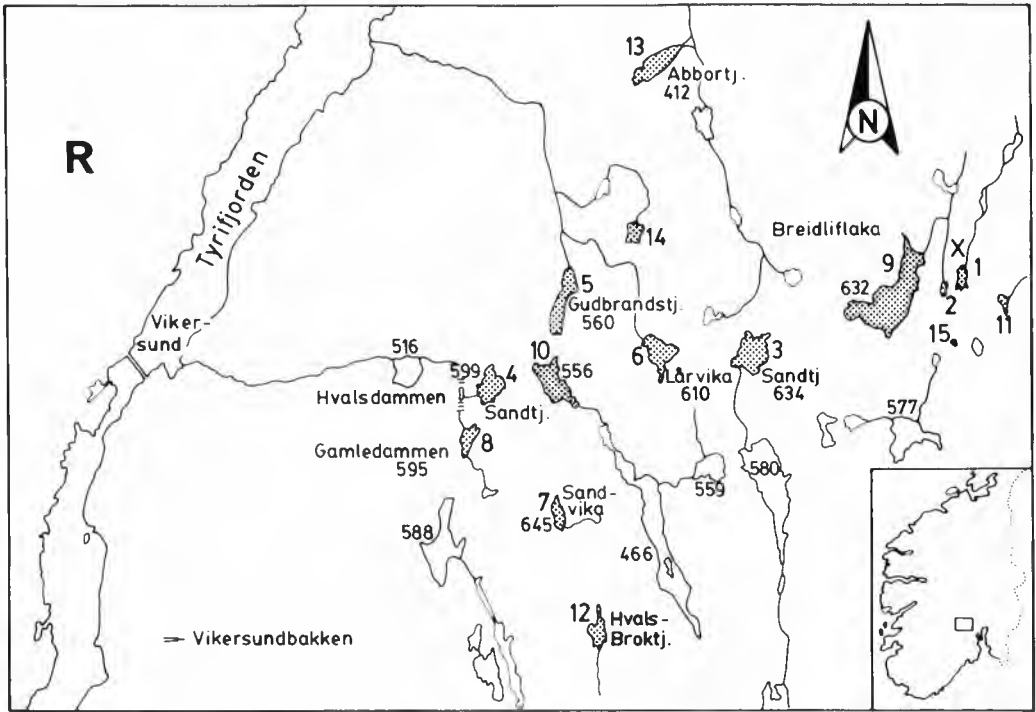 13
Abbortj.
412
N
R
Tyrifjorden
Breidliflaka
X
14
9
1
5
632
2
Gudbrandstj.
560
11
15
Vikersund
516
10
6
3
599
4
556
Lårvika
610
Sandtj
634
Hvalsdammen
Sandtj.
577
Gamledammen
595
8
559
580
7
Sandvika
645
588
466
12
Hvals-
Broktj.
Vikersundbakken